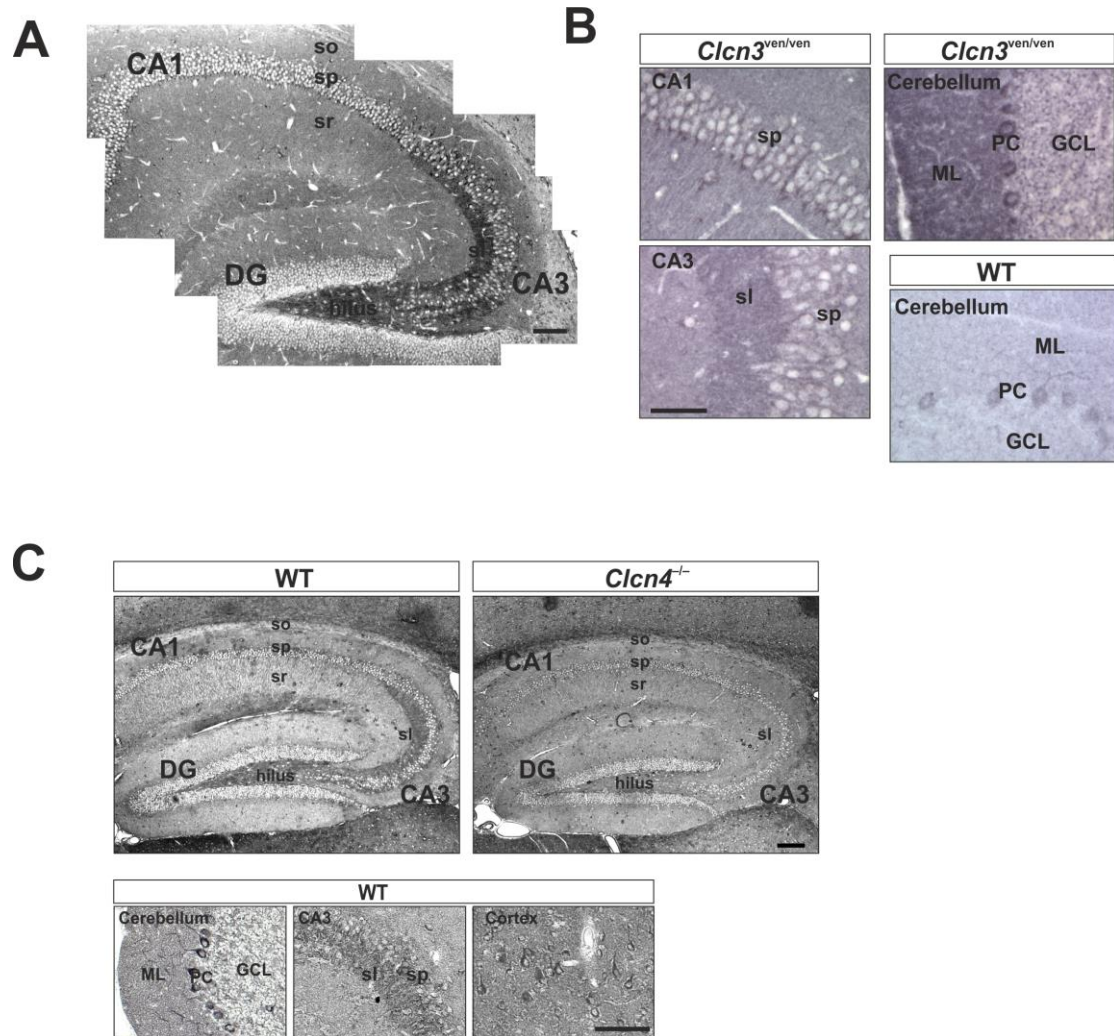 A
so
CA1
sp
sr
DG
CA3
hilus
B
Clcn3ven/ven
Clcn3ven/ven
CA1
sp
Cerebellum
PC
GCL
ML
CA3
sl
sp
WT
Cerebellum
ML
PC
GCL
C
WT
Clcn4–/–
so
CA1
sp
sr
sl
DG
hilus
CA3
so
CA1
sp
sr
sl
DG
hilus
CA3
WT
Cerebellum
ML
PC
GCL
CA3
sl
sp
Cortex